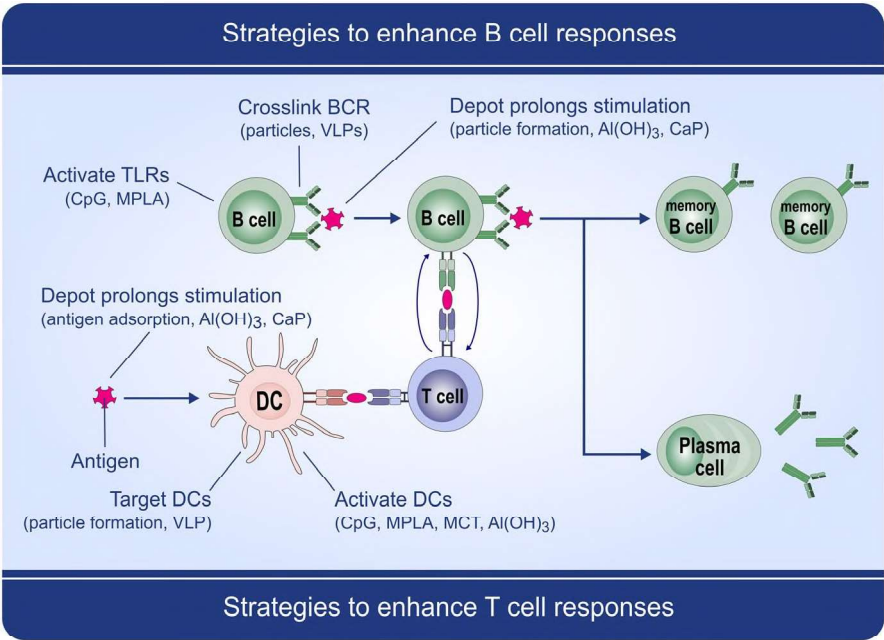 Strategies to enhance B cell responses
Crosslink BCR
(particles, VLPs)
Depot prolongs stimulation
(particle formation, Al(OH)3, CaP)
Activate TLRs
(CpG, MPLA)
B cell
B cell
memory
B cell
memory
B cell
Depot prolongs stimulation
(antigen adsorption, Al(OH)3, CaP)
DC
T cell
Antigen
Plasma
cell
Target DCs
(particle formation, VLP)
Activate DCs
(CpG, MPLA, MCT, Al(OH)3)
Strategies to enhance T cell responses